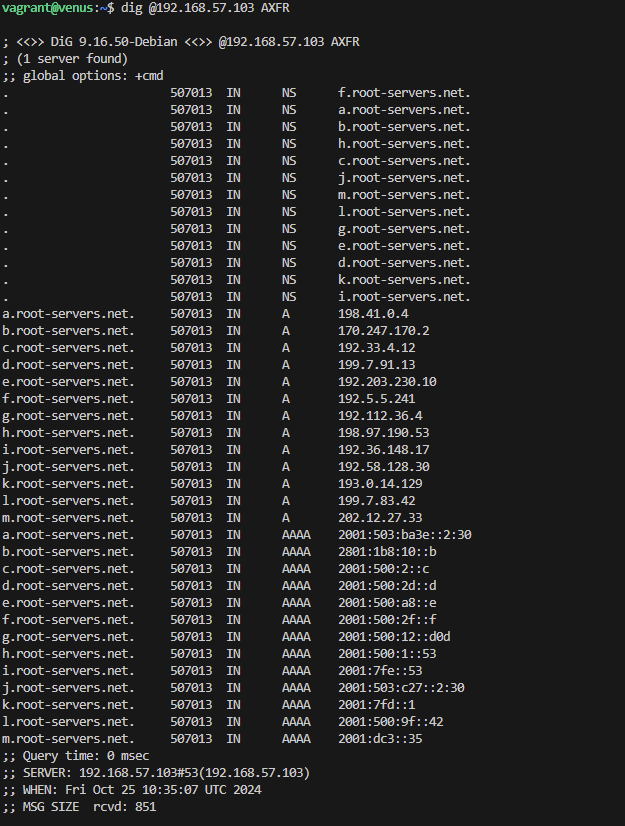 vagrant@venus:~$ dig @192.168.57.103 AXFR
; <<>> DiG 9.16.50-Debian <<>> @192.168.57.103 AXFR
; (1 server found)
;; global options: +cmd
. 507013 IN NS f.root-servers.net.
. 507013 IN NS a.root-servers.net.
. 507013 IN NS b.root-servers.net.
. 507013 IN NS h.root-servers.net.
. 507013 IN NS c.root-servers.net.
. 507013 IN NS j.root-servers.net.
. 507013 IN NS m.root-servers.net.
. 507013 IN NS l.root-servers.net.
. 507013 IN NS g.root-servers.net.
. 507013 IN NS e.root-servers.net.
. 507013 IN NS d.root-servers.net.
. 507013 IN NS k.root-servers.net.
. 507013 IN NS i.root-servers.net.
a.root-servers.net. 507013 IN A 198.41.0.4
b.root-servers.net. 507013 IN A 170.247.170.2
c.root-servers.net. 507013 IN A 192.33.4.12
d.root-servers.net. 507013 IN A 199.7.91.13
e.root-servers.net. 507013 IN A 192.203.230.10
f.root-servers.net. 507013 IN A 192.5.5.241
g.root-servers.net. 507013 IN A 192.112.36.4
h.root-servers.net. 507013 IN A 198.97.190.53
i.root-servers.net. 507013 IN A 192.36.148.17
j.root-servers.net. 507013 IN A 192.58.128.30
k.root-servers.net. 507013 IN A 193.0.14.129
l.root-servers.net. 507013 IN A 199.7.83.42
m.root-servers.net. 507013 IN A 202.12.27.33
a.root-servers.net. 507013 IN AAAA 2001:503:ba3e::2:30
b.root-servers.net. 507013 IN AAAA 2801:1b8:10::b
c.root-servers.net. 507013 IN AAAA 2001:500:2::c
d.root-servers.net. 507013 IN AAAA 2001:500:2d::d
e.root-servers.net. 507013 IN AAAA 2001:500:a8::e
f.root-servers.net. 507013 IN AAAA 2001:500:2f::f
g.root-servers.net. 507013 IN AAAA 2001:500:12::d0d
h.root-servers.net. 507013 IN AAAA 2001:500:1::53
i.root-servers.net. 507013 IN AAAA 2001:7fe::53
j.root-servers.net. 507013 IN AAAA 2001:503:c27::2:30
k.root-servers.net. 507013 IN AAAA 2001:7fd::1
l.root-servers.net. 507013 IN AAAA 2001:500:9f::42
m.root-servers.net. 507013 IN AAAA 2001:dc3::35
;; Query time: 0 msec
;; SERVER: 192.168.57.103#53(192.168.57.103)
;; WHEN: Fri Oct 25 10:35:07 UTC 2024
;; MSG SIZE  rcvd: 851